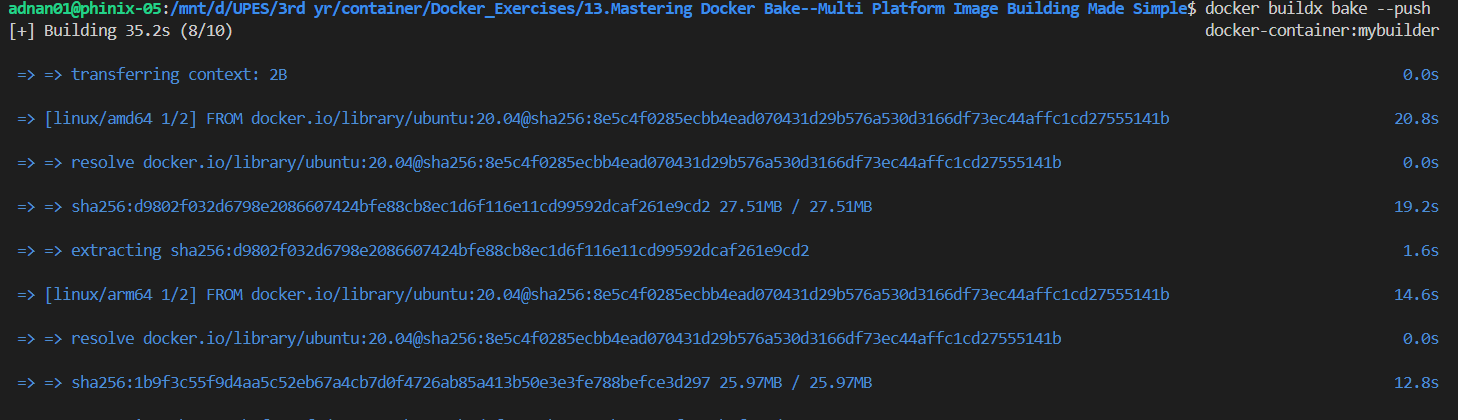 adnan01@phinix-05:/mnt/d/UPES/3rd yr/container/Docker_Exercises/13.Mastering Docker Bake--Multi Platform Image Building Made Simple$ docker buildx bake --push
[+] Building 35.2s (8/10) docker-container:mybuilder
=> => transferring context: 2B 0.0s
=> [linux/amd64 1/2] FROM docker.io/library/ubuntu:20.04@sha256:8e5c4f0285ecbb4ead070431d29b576a530d3166df73ec44affc1cd27555141b 20.8s
=> => resolve docker.io/library/ubuntu:20.04@sha256:8e5c4f0285ecbb4ead070431d29b576a530d3166df73ec44affc1cd27555141b 0.0s
=> => sha256:d9802f032d6798e2086607424bfe88cb8ec1d6f116e11cd99592dcaf261e9cd2 27.51MB / 27.51MB 19.2s
=> => extracting sha256:d9802f032d6798e2086607424bfe88cb8ec1d6f116e11cd99592dcaf261e9cd2 1.6s
=> [linux/arm64 1/2] FROM docker.io/library/ubuntu:20.04@sha256:8e5c4f0285ecbb4ead070431d29b576a530d3166df73ec44affc1cd27555141b 14.6s
=> => resolve docker.io/library/ubuntu:20.04@sha256:8e5c4f0285ecbb4ead070431d29b576a530d3166df73ec44affc1cd27555141b 0.0s
=> => sha256:1b9f3c55f9d4aa5c52eb67a4cb7d0f4726ab85a413b50e3e3fe788befce3d297 25.97MB / 25.97MB 12.8s